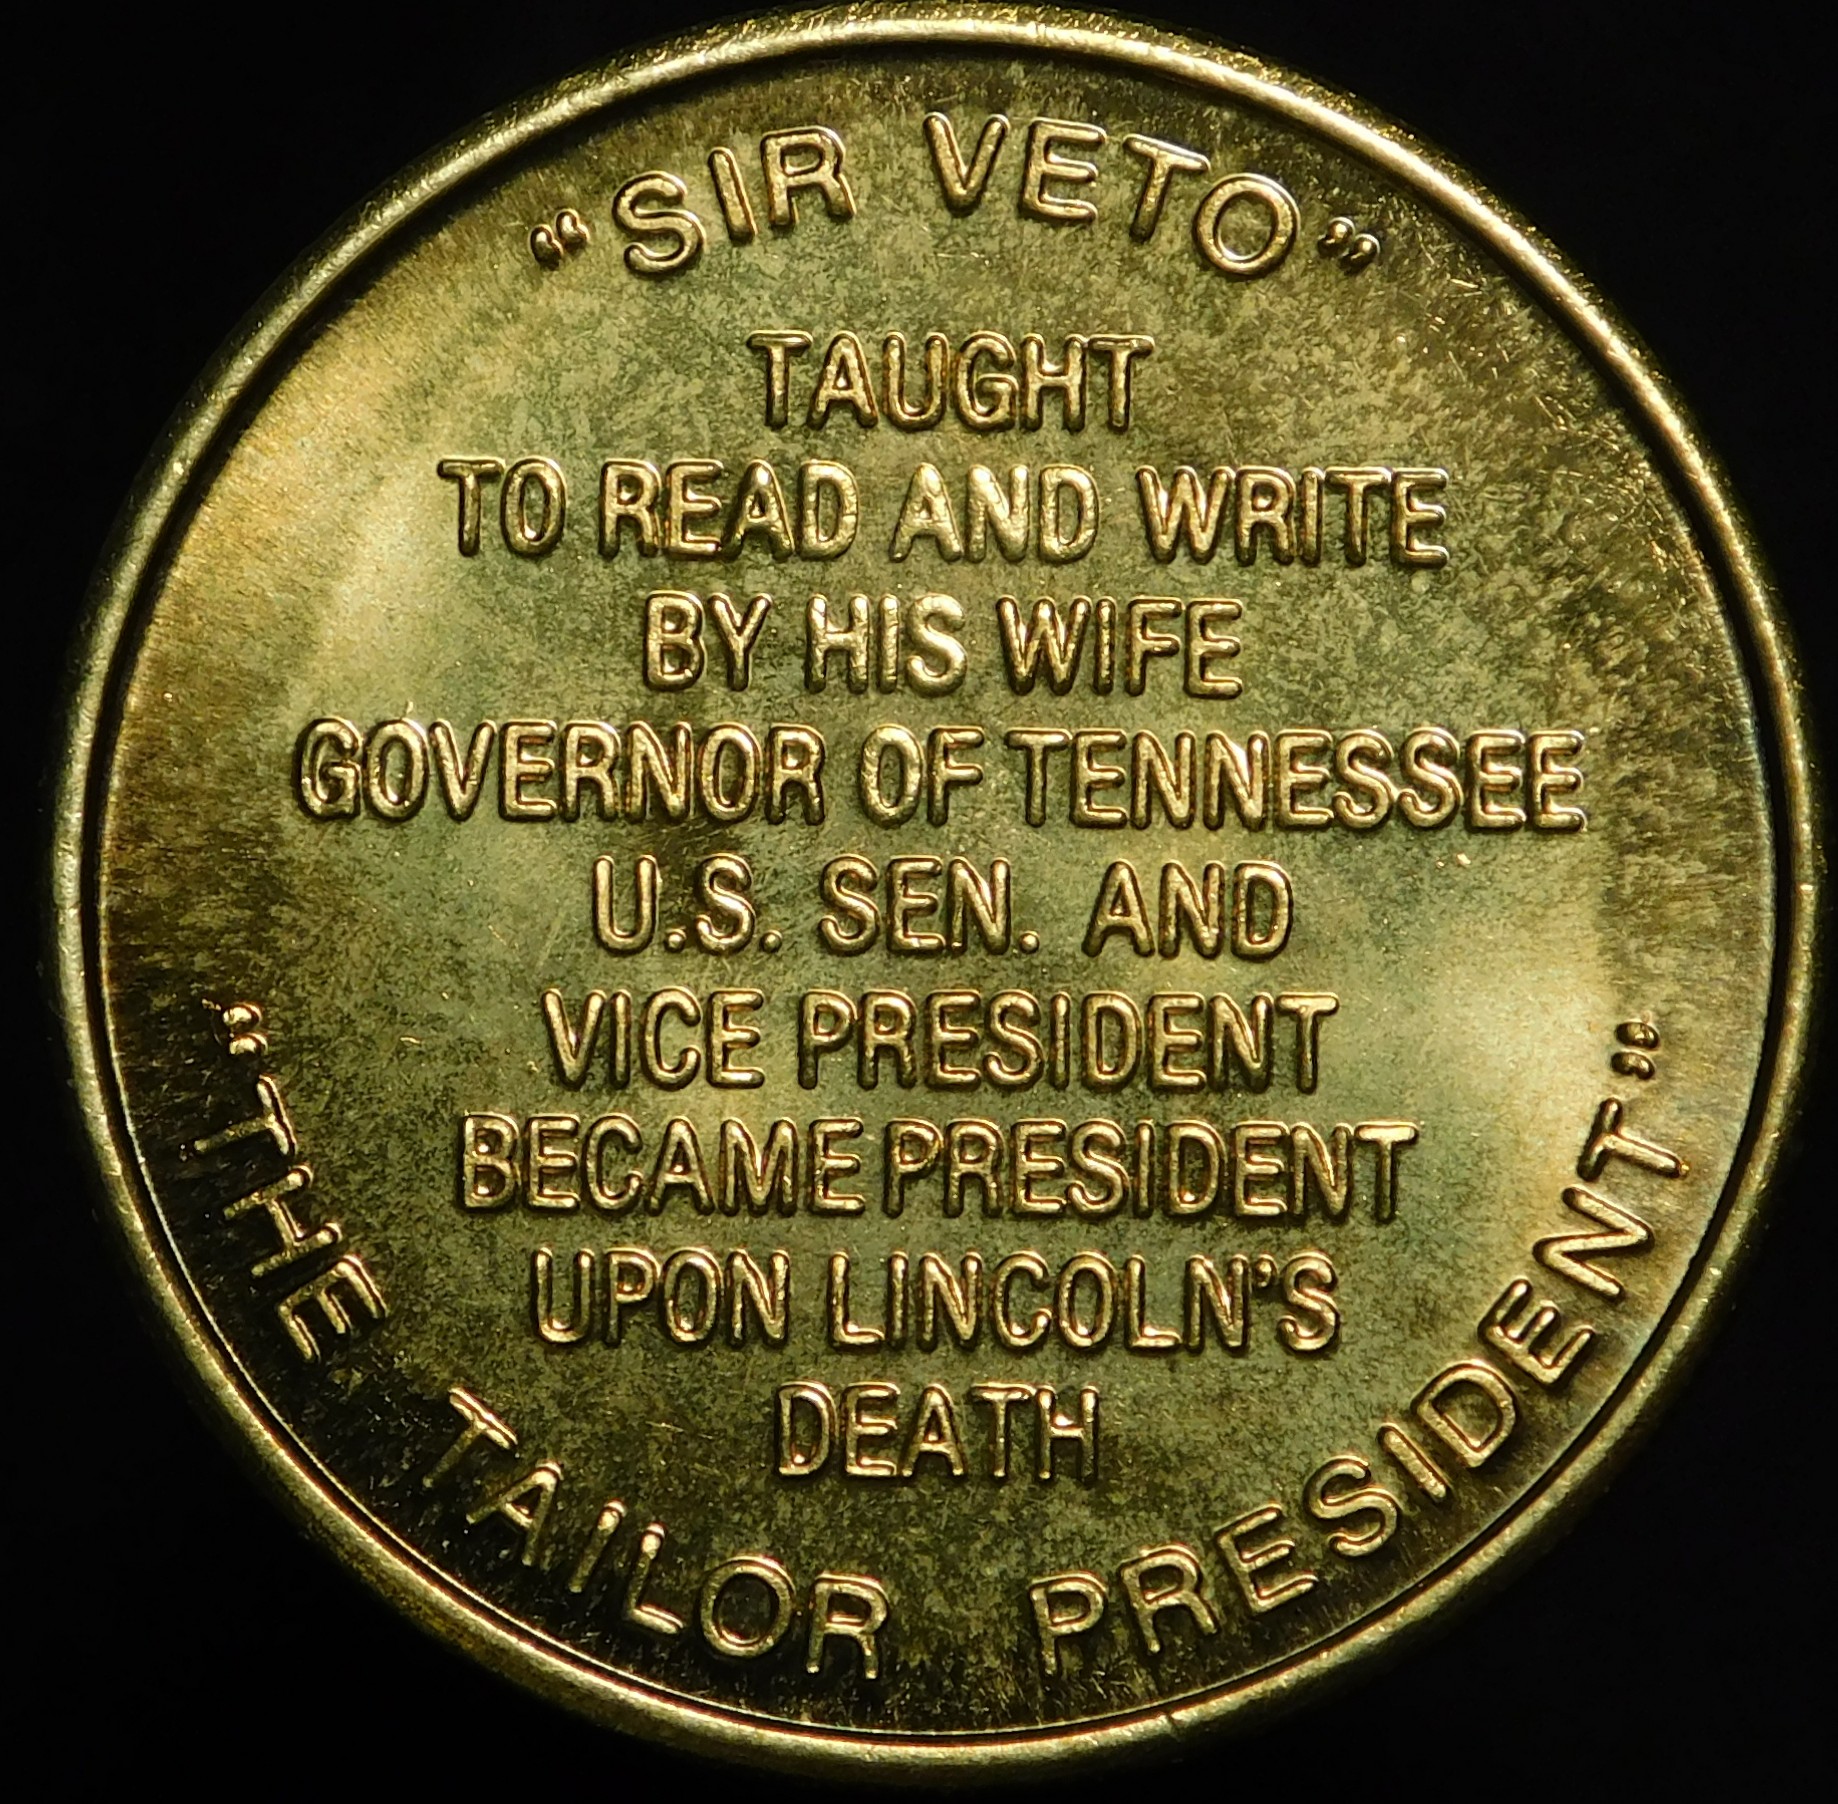 “SIR VETO”
TAUGHT
TO READ AND WRITE
BY HIS WIFE
GOVERNOR OF TENNESSEE
U.S. SEN. AND
VICE PRESIDENT
BECAME PRESIDENT
UPON LINCOLN’S
DEATH
“THE TAILOR PRESIDENT”